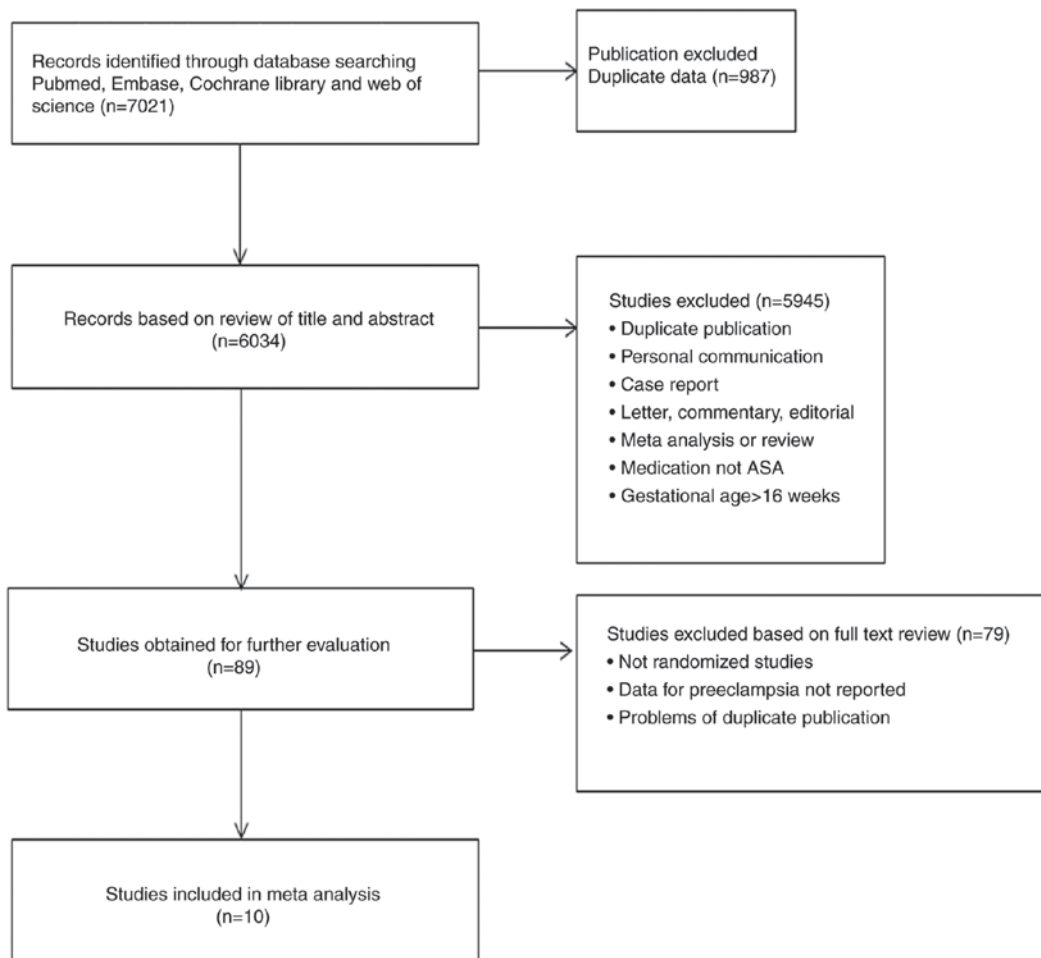 Records identified through database searching
Pubmed, Embase, Cochrane library and web of
science (n=7021)
Publication excluded
Duplicate data (n=987)
Records based on review of title and abstract
(n=6034)
Studies excluded (n=5945)
• Duplicate publication
• Personal communication
• Case report
• Letter, commentary, editorial
• Meta analysis or review
• Medication not ASA
• Gestational age>16 weeks
Studies obtained for further evaluation
(n=89)
Studies excluded based on full text review (n=79)
• Not randomized studies
• Data for preeclampsia not reported
• Problems of duplicate publication
Studies included in meta analysis
(n=10)